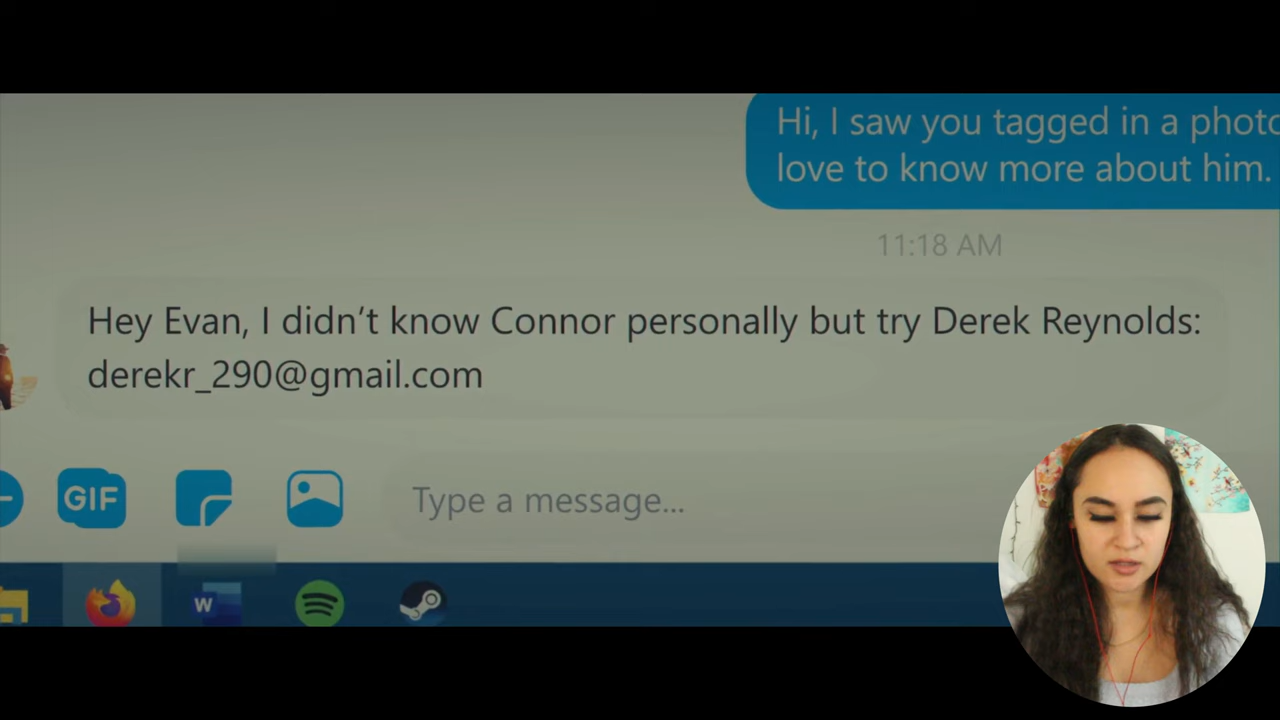 Hi, I saw you tagged in a photo
love to know more about him.
11:18 AM
Hey Evan, I didn't know Connor personally but try Derek Reynolds:
derekr_290@gmail.com
GIF
Type a message...
W